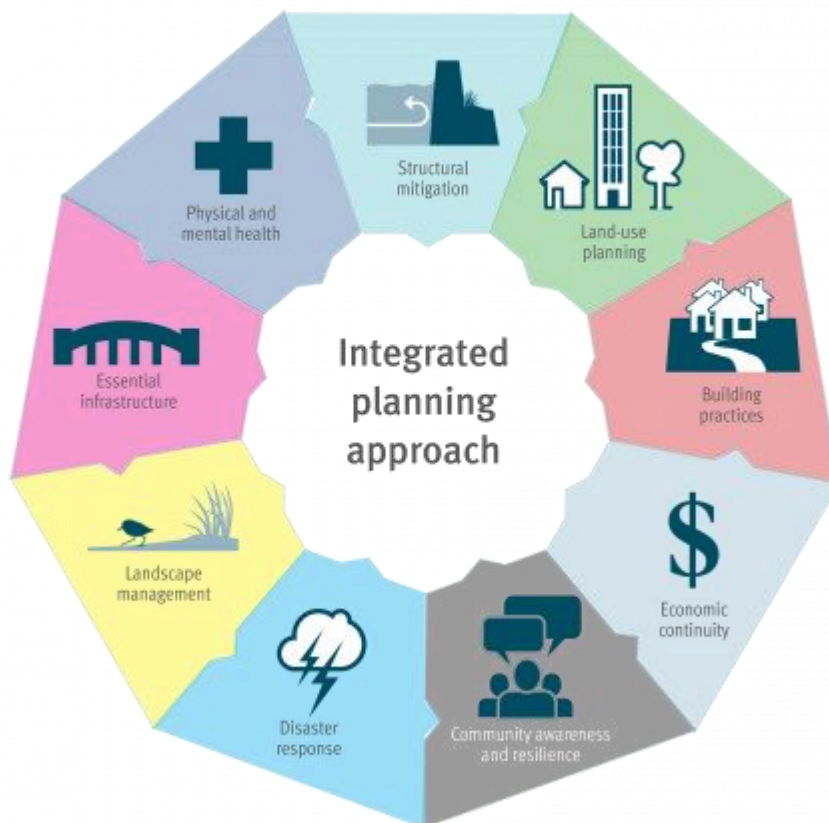 Structural
mitigation
Land-use
planning
Building
practices
Economic
continuity
Community awareness
and resilience
Disaster
response
Landscape
management
Essential
infrastructure
Physical and
mental health
Integrated
planning
approach
$